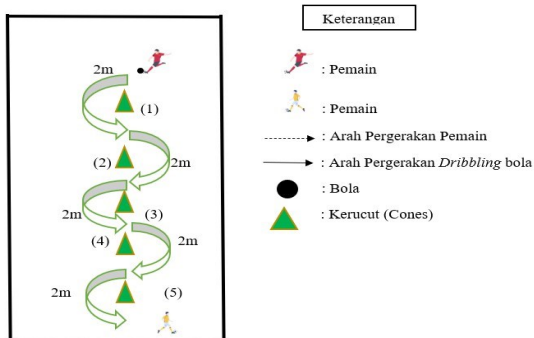 Keterangan
2m
(1)
(2)
2m
2m
(3)
(4)
2m
2m
(5)
: Pemain
: Pemain
: Arah Pergerakan Pemain
: Arah Pergerakan Dribbling bola
: Bola
: Kerucut (Cones)